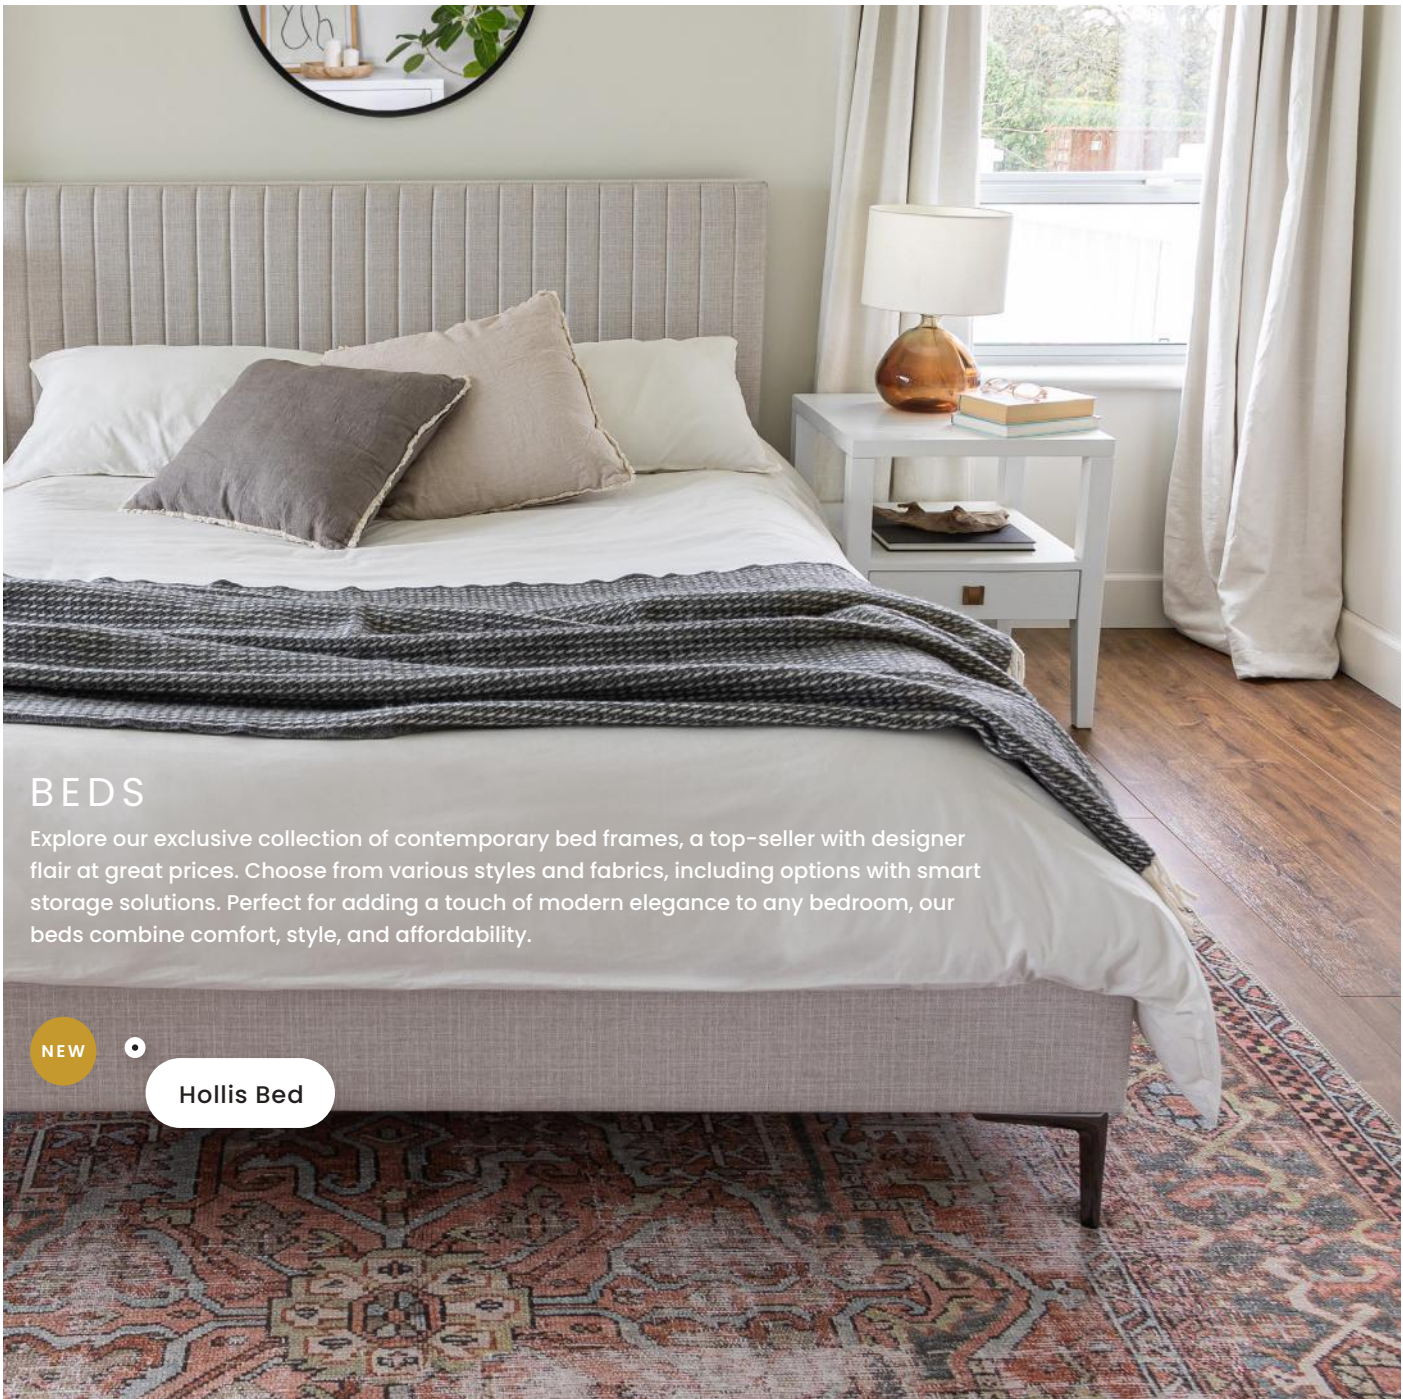 BEDS
Explore our exclusive collection of contemporary bed frames, a top-seller with designer
flair at great prices. Choose from various styles and fabrics, including options with smart
storage solutions. Perfect for adding a touch of modern elegance to any bedroom, our
beds combine comfort, style, and affordability.
NEW
Hollis Bed